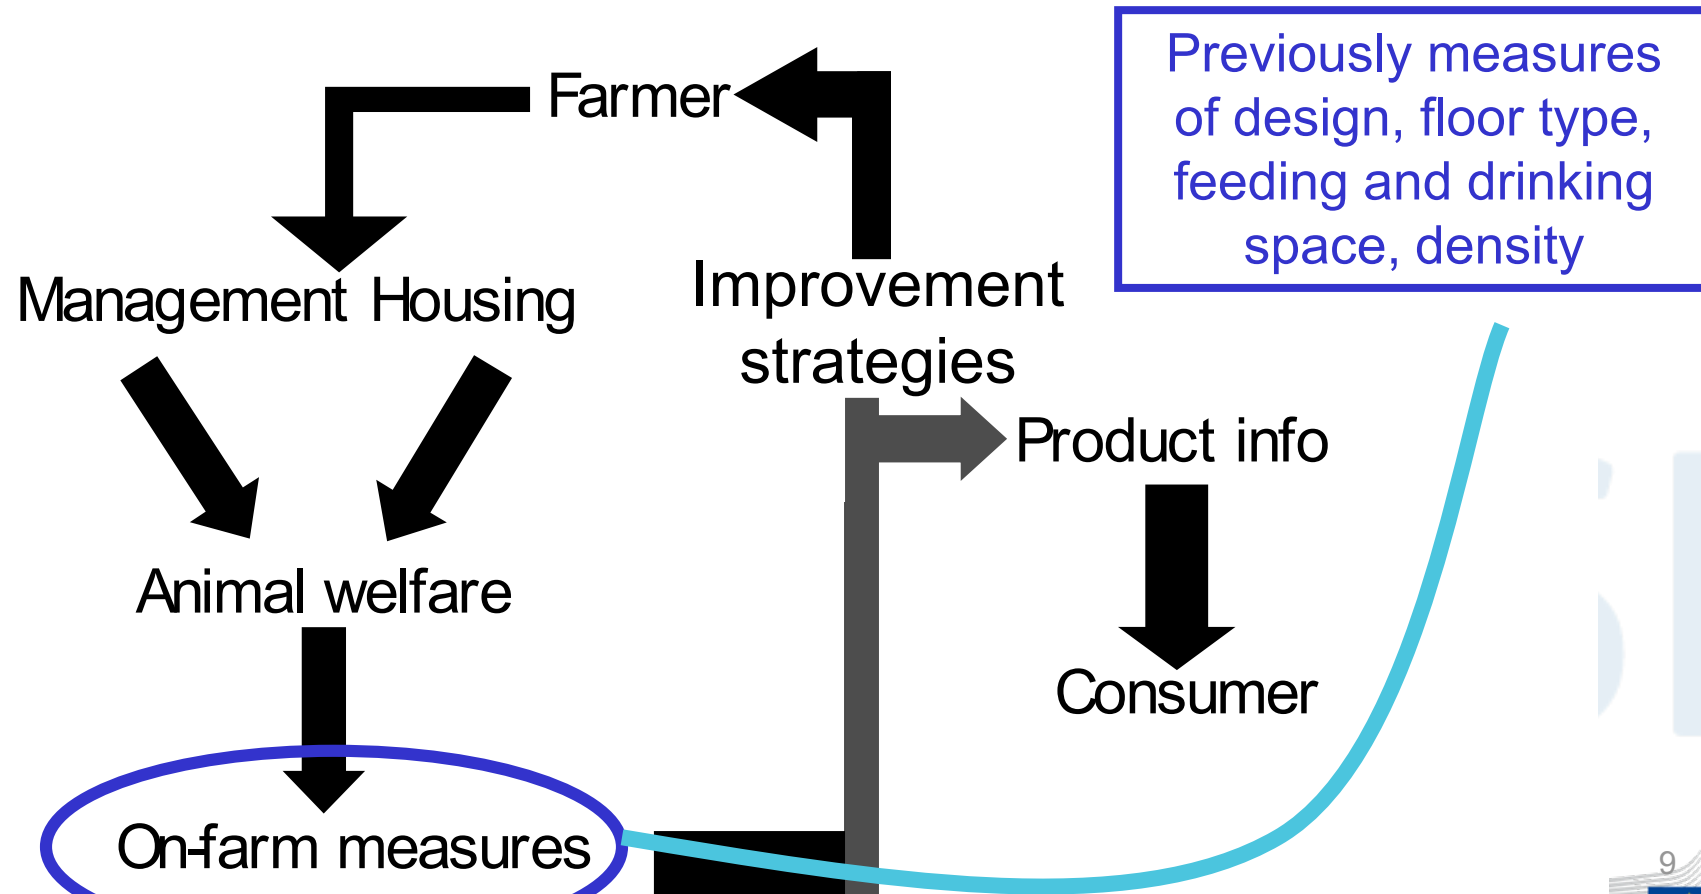 Farmer
Previously measures
of design, floor type,
feeding and drinking
space, density
Management Housing
Improvement
strategies
Product info
Animal welfare
Consumer
On-farm measures
9